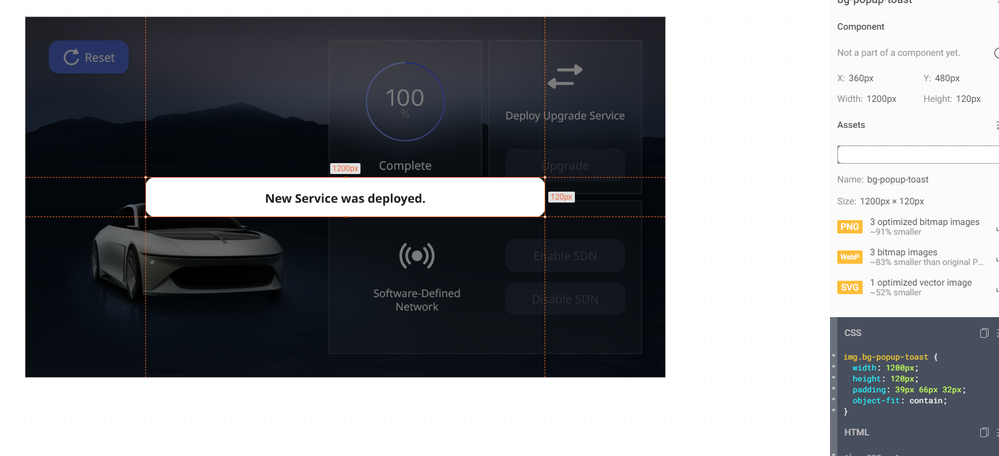 bg-popup-toast
Component
Not a part of a component yet.
X: 360px
Y: 480px
Width: 1200px
Height: 120px
Assets
Name: bg-popup-toast
Size: 1200px × 120px
PNG
3 optimized bitmap images
~91% smaller
WebP
3 bitmap images
~83% smaller than original P...
SVG
1 optimized vector image
~52% smaller
CSS
img.bg-popup-toast {
width: 1200px;
height: 120px;
padding: 39px 66px 32px;
object-fit: contain;
}
HTML
Reset
100
%
Complete
Deploy Upgrade Service
Upgrade
1200px
New Service was deployed.
120px
Software-Defined
Network
Enable SDN
Disable SDN